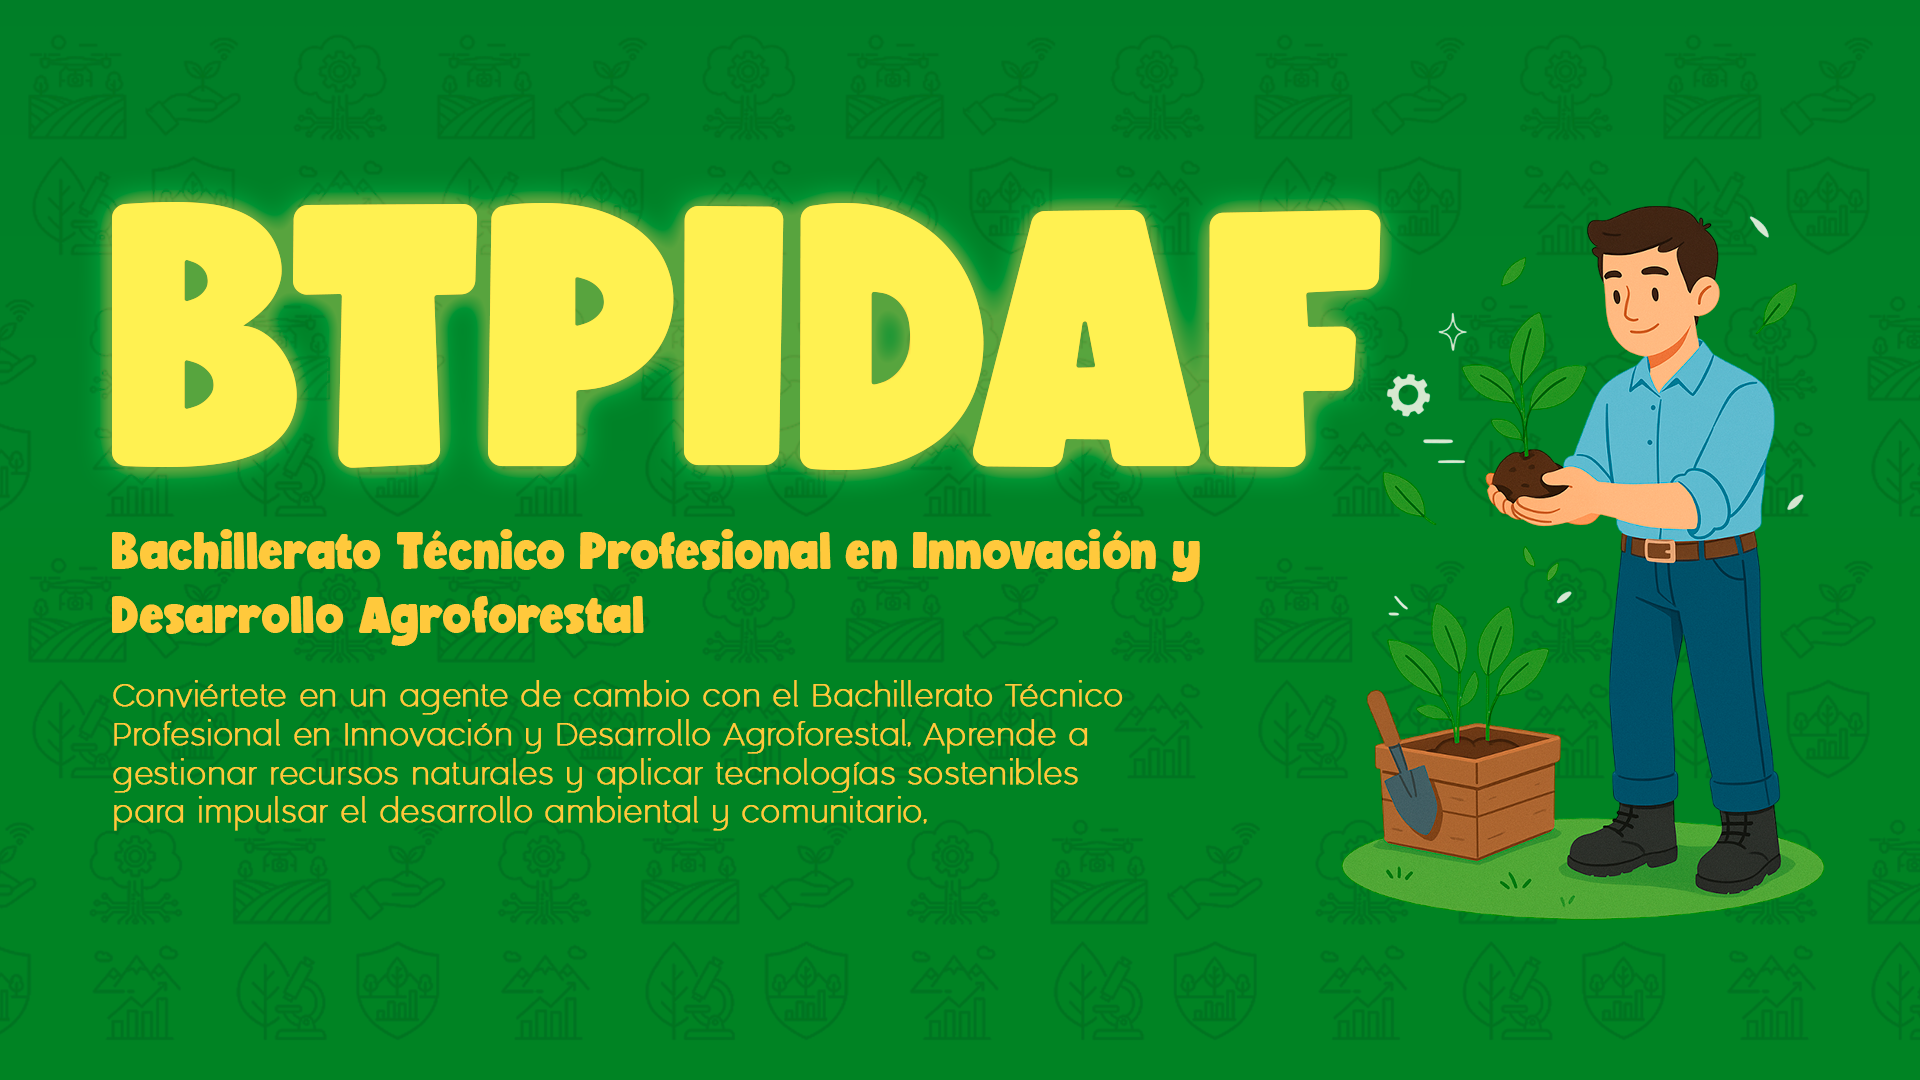 BTPIDAF
Bachillerato Técnico Profesional en Innovación y
Desarrollo Agroforestal
Conviértete en un agente de cambio con el Bachillerato Técnico
Profesional en Innovación y Desarrollo Agroforestal. Aprende a
gestionar recursos naturales y aplicar tecnologías sostenibles
para impulsar el desarrollo ambiental y comunitario.